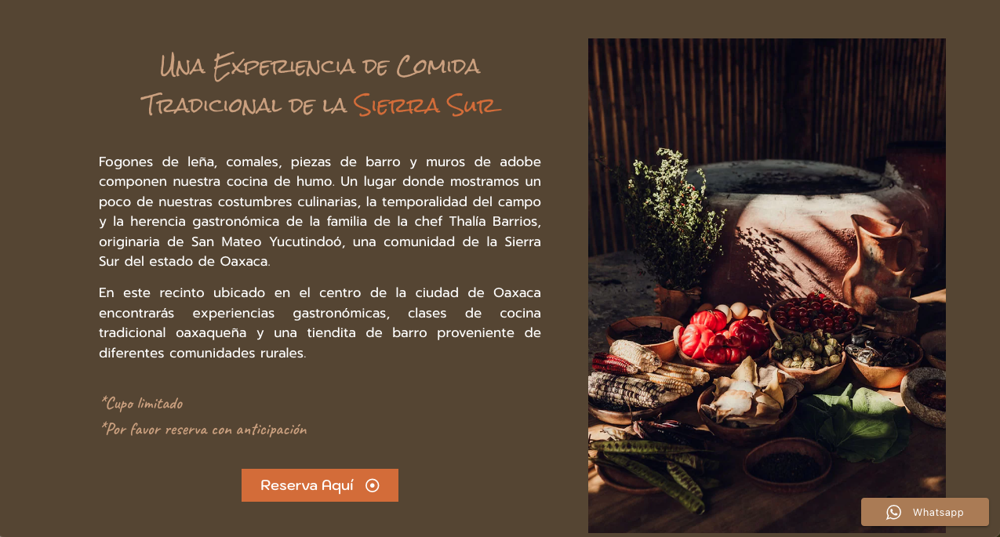 Una Experiencia de Comida
Tradicional de la Sierra Sur
Fogones de leña, comales, piezas de barro y muros de adobe
componen nuestra cocina de humo. Un lugar donde mostramos un
poco de nuestras costumbres culinarias, la temporalidad del campo
y la herencia gastronómica de la familia de la chef Thalía Barrios,
originaria de San Mateo Yucutindoó, una comunidad de la Sierra
Sur del estado de Oaxaca.
En este recinto ubicado en el centro de la ciudad de Oaxaca
encontrarás experiencias gastronómicas, clases de cocina
tradicional oaxaqueña y una tiendita de barro proveniente de
diferentes comunidades rurales.
*Cupo limitado
*Por favor reserva con anticipación
Reserva Aquí
Whatsapp